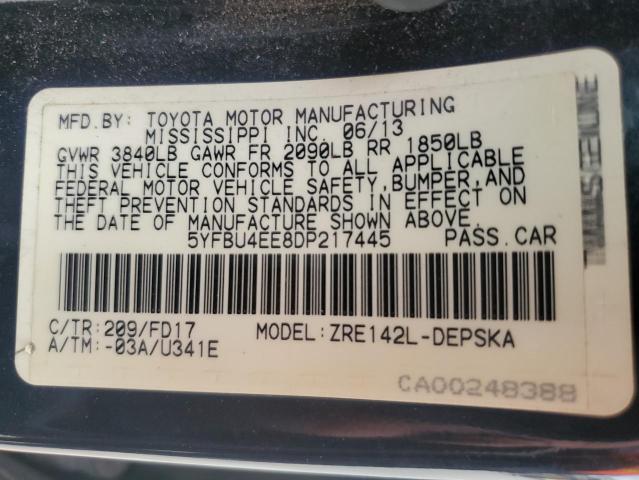 MFD.BY: TOYOTA MOTOR MANUFACTURING
MISSISSIPPI INC. 06/13
GVWR 3840LB GAWR FR 2090LB RR 1850LB
THIS VEHICLE CONFORMS TO ALL APPLICABLE
FEDERAL MOTOR VEHICLE SAFETY, BUMPER, AND
THEFT PREVENTION STANDARDS IN EFFECT ON
THE DATE OF MANUFACTURE SHOWN ABOVE.
5YFBU4EE8DP217445 PASS.CAR
C/TR:209/FD17 MODEL:ZRE142L-DEPSKA
A/TM:-03A/U341E
CA00248388